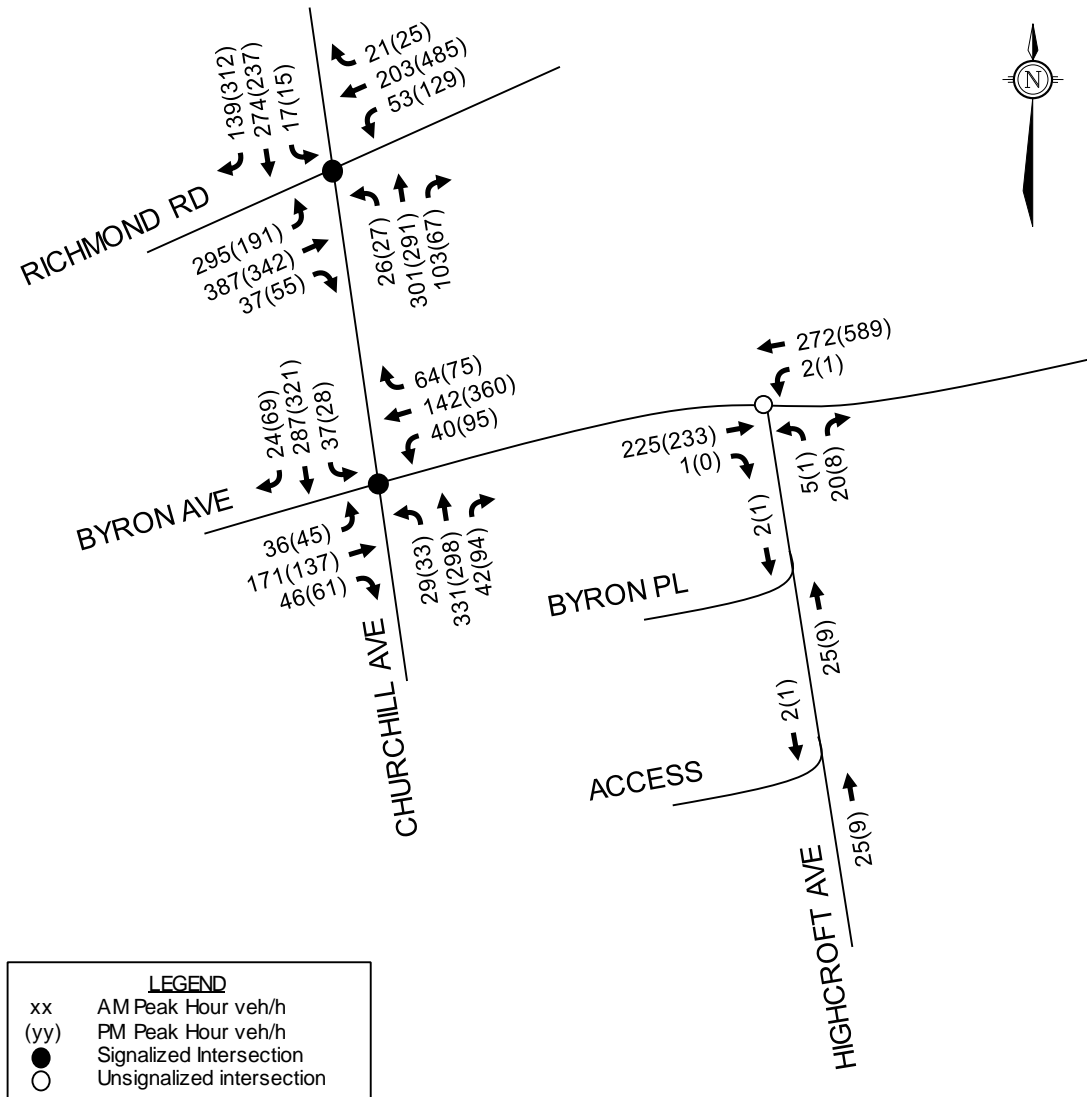 21(25)
203(485)
53(129)
139(312)
274(237)
17(15)
N
RICHMOND RD
295(191)
387(342)
37(55)
26(27)
301(291)
103(67)
64(75)
142(360)
40(95)
24(69)
287(321)
37(28)
BYRON AVE
36(45)
171(137)
46(61)
29(33)
331(298)
42(94)
CHURCHILL AVE
272(589)
2(1)
225(233)
1(0)
5(1)
20(8)
2(1)
BYRON PL
25(9)
2(1)
ACCESS
25(9)
HIGHCROFT AVE
LEGEND
xx AM Peak Hour veh/h
(yy) PM Peak Hour veh/h
Signalized Intersection
Unsignalized intersection